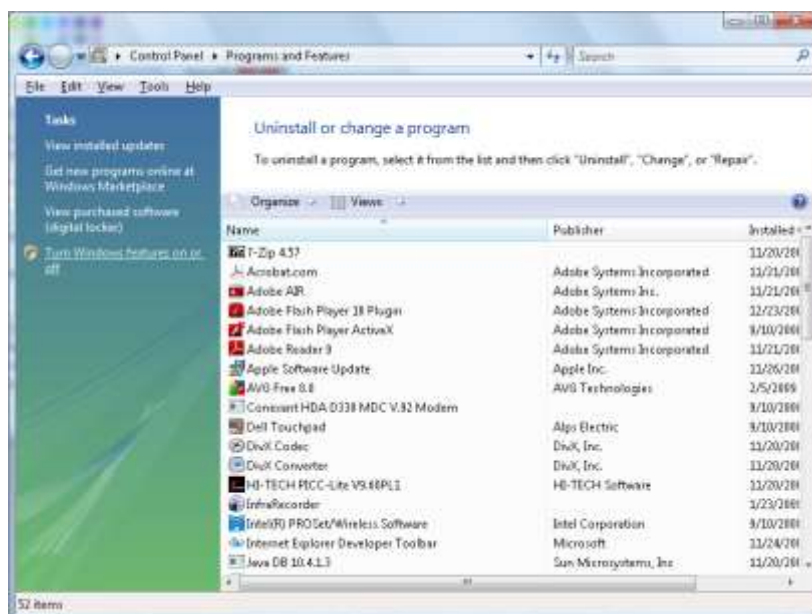 Control Panel ▸ Programs and Features
Search
File Edit View Tools Help
Tasks
View installed updates
Get new programs online at
Windows Marketplace
View purchased software
(digital locker)
Turn Windows features on or
off
Uninstall or change a program
To uninstall a program, select it from the list and then click "Uninstall", "Change", or "Repair".
Organize Views
Name Publisher Installed
7-Zip 4.57 11/20/200
Acrobat.com Adobe Systems Incorporated 11/21/200
Adobe AIR Adobe Systems Inc. 11/21/200
Adobe Flash Player 10 Plugin Adobe Systems Incorporated 12/23/200
Adobe Flash Player ActiveX Adobe Systems Incorporated 9/10/200
Adobe Reader 9 Adobe Systems Incorporated 11/21/200
Apple Software Update Apple Inc. 11/26/200
AVG Free 8.0 AVG Technologies 2/5/2009
Conexant HDA D330 MDC V.92 Modem 9/10/200
Dell Touchpad Alps Electric 9/10/200
DivX Codec DivX, Inc. 11/20/200
DivX Converter DivX, Inc. 11/20/200
HI-TECH PICC-Lite V9.60PL1 HI-TECH Software 11/20/200
InfraRecorder 1/23/200
Intel(R) PROSet/Wireless Software Intel Corporation 9/10/200
Internet Explorer Developer Toolbar Microsoft 11/24/200
Java DB 10.4.1.3 Sun Microsystems, Inc 11/20/200
52 items